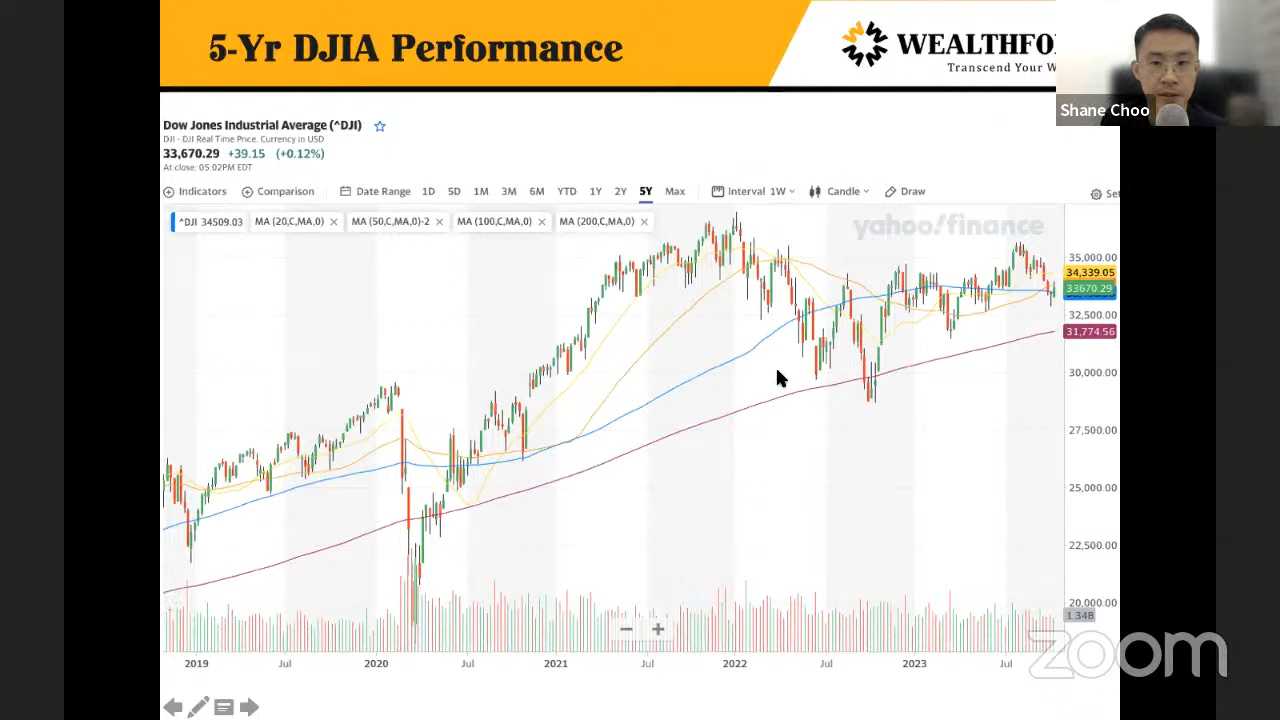 5-Yr DJIA Performance
WEALTHFO
Transcend Your W
Shane Choo
Dow Jones Industrial Average (^DJI)
DJI - DJI Real Time Price. Currency in USD
33,670.29 +39.15 (+0.12%)
At close: 05:02PM EDT
Indicators Comparison Date Range 1D 5D 1M 3M 6M YTD 1Y 2Y 5Y Max Interval 1W Candle Draw Set
^DJI 34509.03 MA (20,C,MA,0) × MA (50,C,MA,0)-2 × MA (100,C,MA,0) × MA (200,C,MA,0) ×
yahoo!finance
35,000.00
34,339.05
33670.29
32,500.00
31,774.56
30,000.00
27,500.00
25,000.00
22,500.00
20,000.00
1.34B
2019 Jul 2020 Jul 2021 Jul 2022 Jul 2023 Jul
zoom